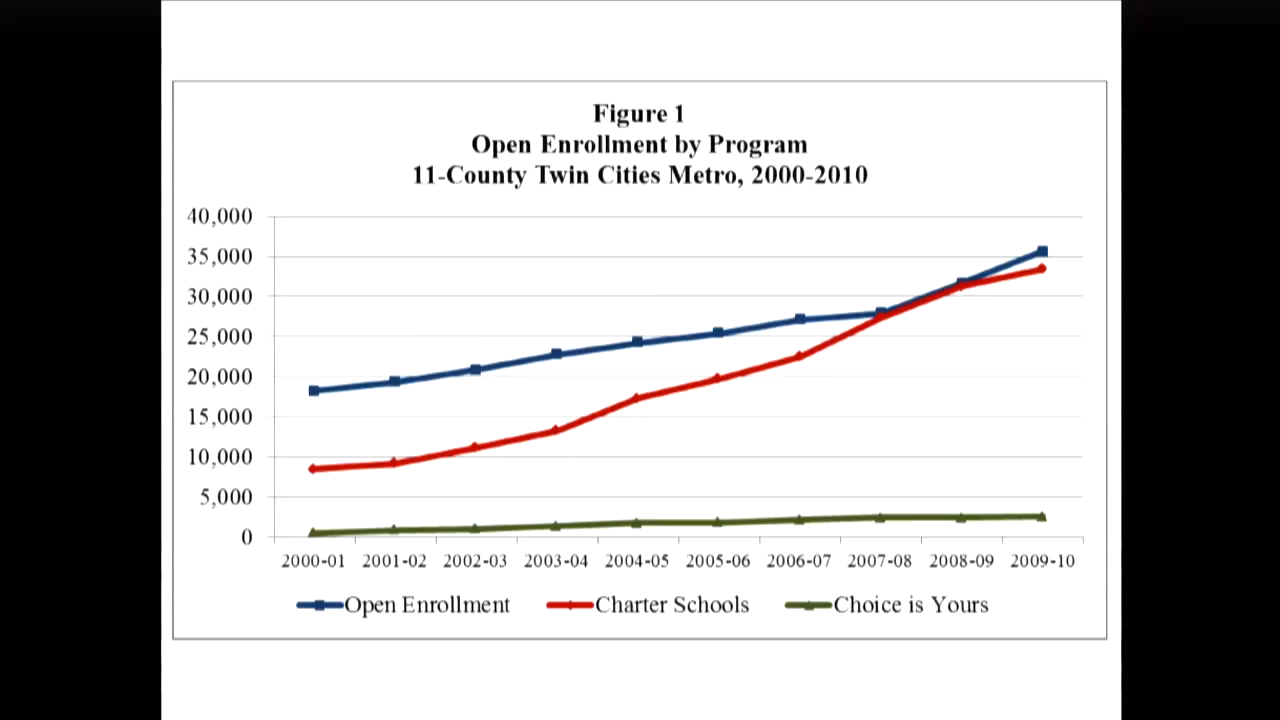 Figure 1
Open Enrollment by Program
11-County Twin Cities Metro, 2000-2010
40,000
35,000
30,000
25,000
20,000
15,000
10,000
5,000
0
2000-01 2001-02 2002-03 2003-04 2004-05 2005-06 2006-07 2007-08 2008-09 2009-10
Open Enrollment Charter Schools Choice is Yours